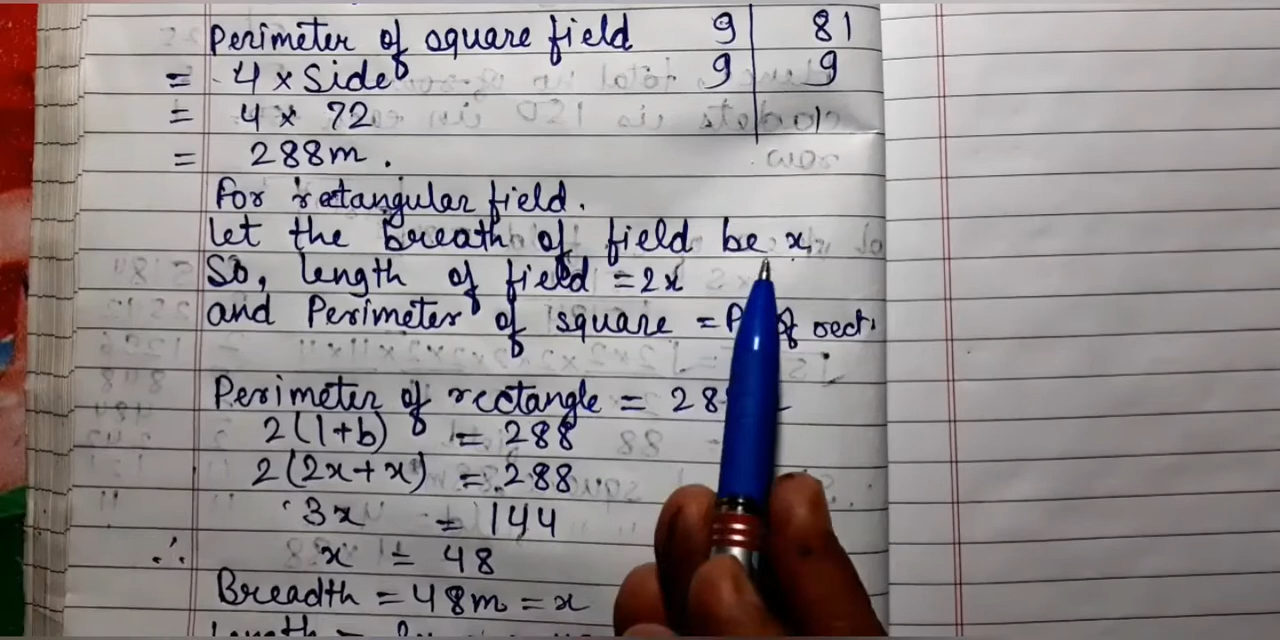 Perimeter of square field 9 | 81
= 4 × Side 9 | 9
= 4 × 72
= 288m.
for rectangular field.
let the breath of field be x
So, length of field = 2x
and Perimeter of square = P of rect.
Perimeter of rectangle = 28
2(l+b) = 288
2(2x+x) = 288
3x = 144
∴ x = 48
Breadth = 48m = x